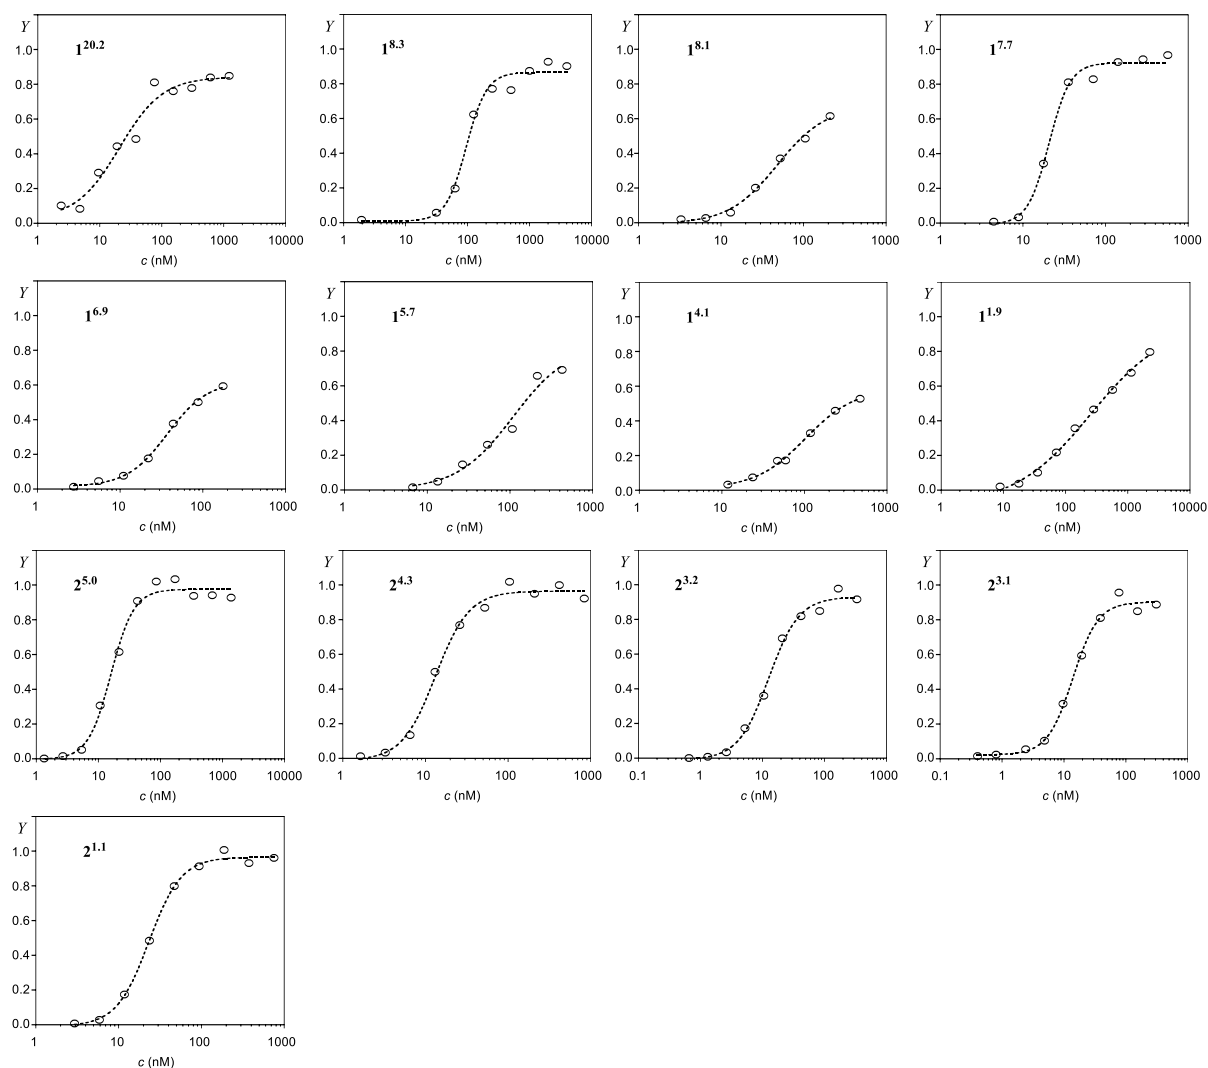 Y 1^20.2 Y 1^8.3 Y 1^8.1 Y 1^7.7
1.0 1.0 1.0 1.0
0.8 0.8 0.8 0.8
0.6 0.6 0.6 0.6
0.4 0.4 0.4 0.4
0.2 0.2 0.2 0.2
0.0 0.0 0.0 0.0
1 10 100 1000 10000 1 10 100 1000 10000 1 10 100 1000 1 10 100 1000
c (nM) c (nM) c (nM) c (nM)
Y 1^6.9 Y 1^5.7 Y 1^4.1 Y 1^1.9
1.0 1.0 1.0 1.0
0.8 0.8 0.8 0.8
0.6 0.6 0.6 0.6
0.4 0.4 0.4 0.4
0.2 0.2 0.2 0.2
0.0 0.0 0.0 0.0
1 10 100 1000 1 10 100 1000 1 10 100 1000 1 10 100 1000 10000
c (nM) c (nM) c (nM) c (nM)
Y 2^5.0 Y 2^4.3 Y 2^3.2 Y 2^3.1
1.0 1.0 1.0 1.0
0.8 0.8 0.8 0.8
0.6 0.6 0.6 0.6
0.4 0.4 0.4 0.4
0.2 0.2 0.2 0.2
0.0 0.0 0.0 0.0
1 10 100 1000 10000 1 10 100 1000 0.1 1 10 100 1000 0.1 1 10 100 1000
c (nM) c (nM) c (nM) c (nM)
Y 2^1.1
1.0
0.8
0.6
0.4
0.2
0.0
1 10 100 1000
c (nM)